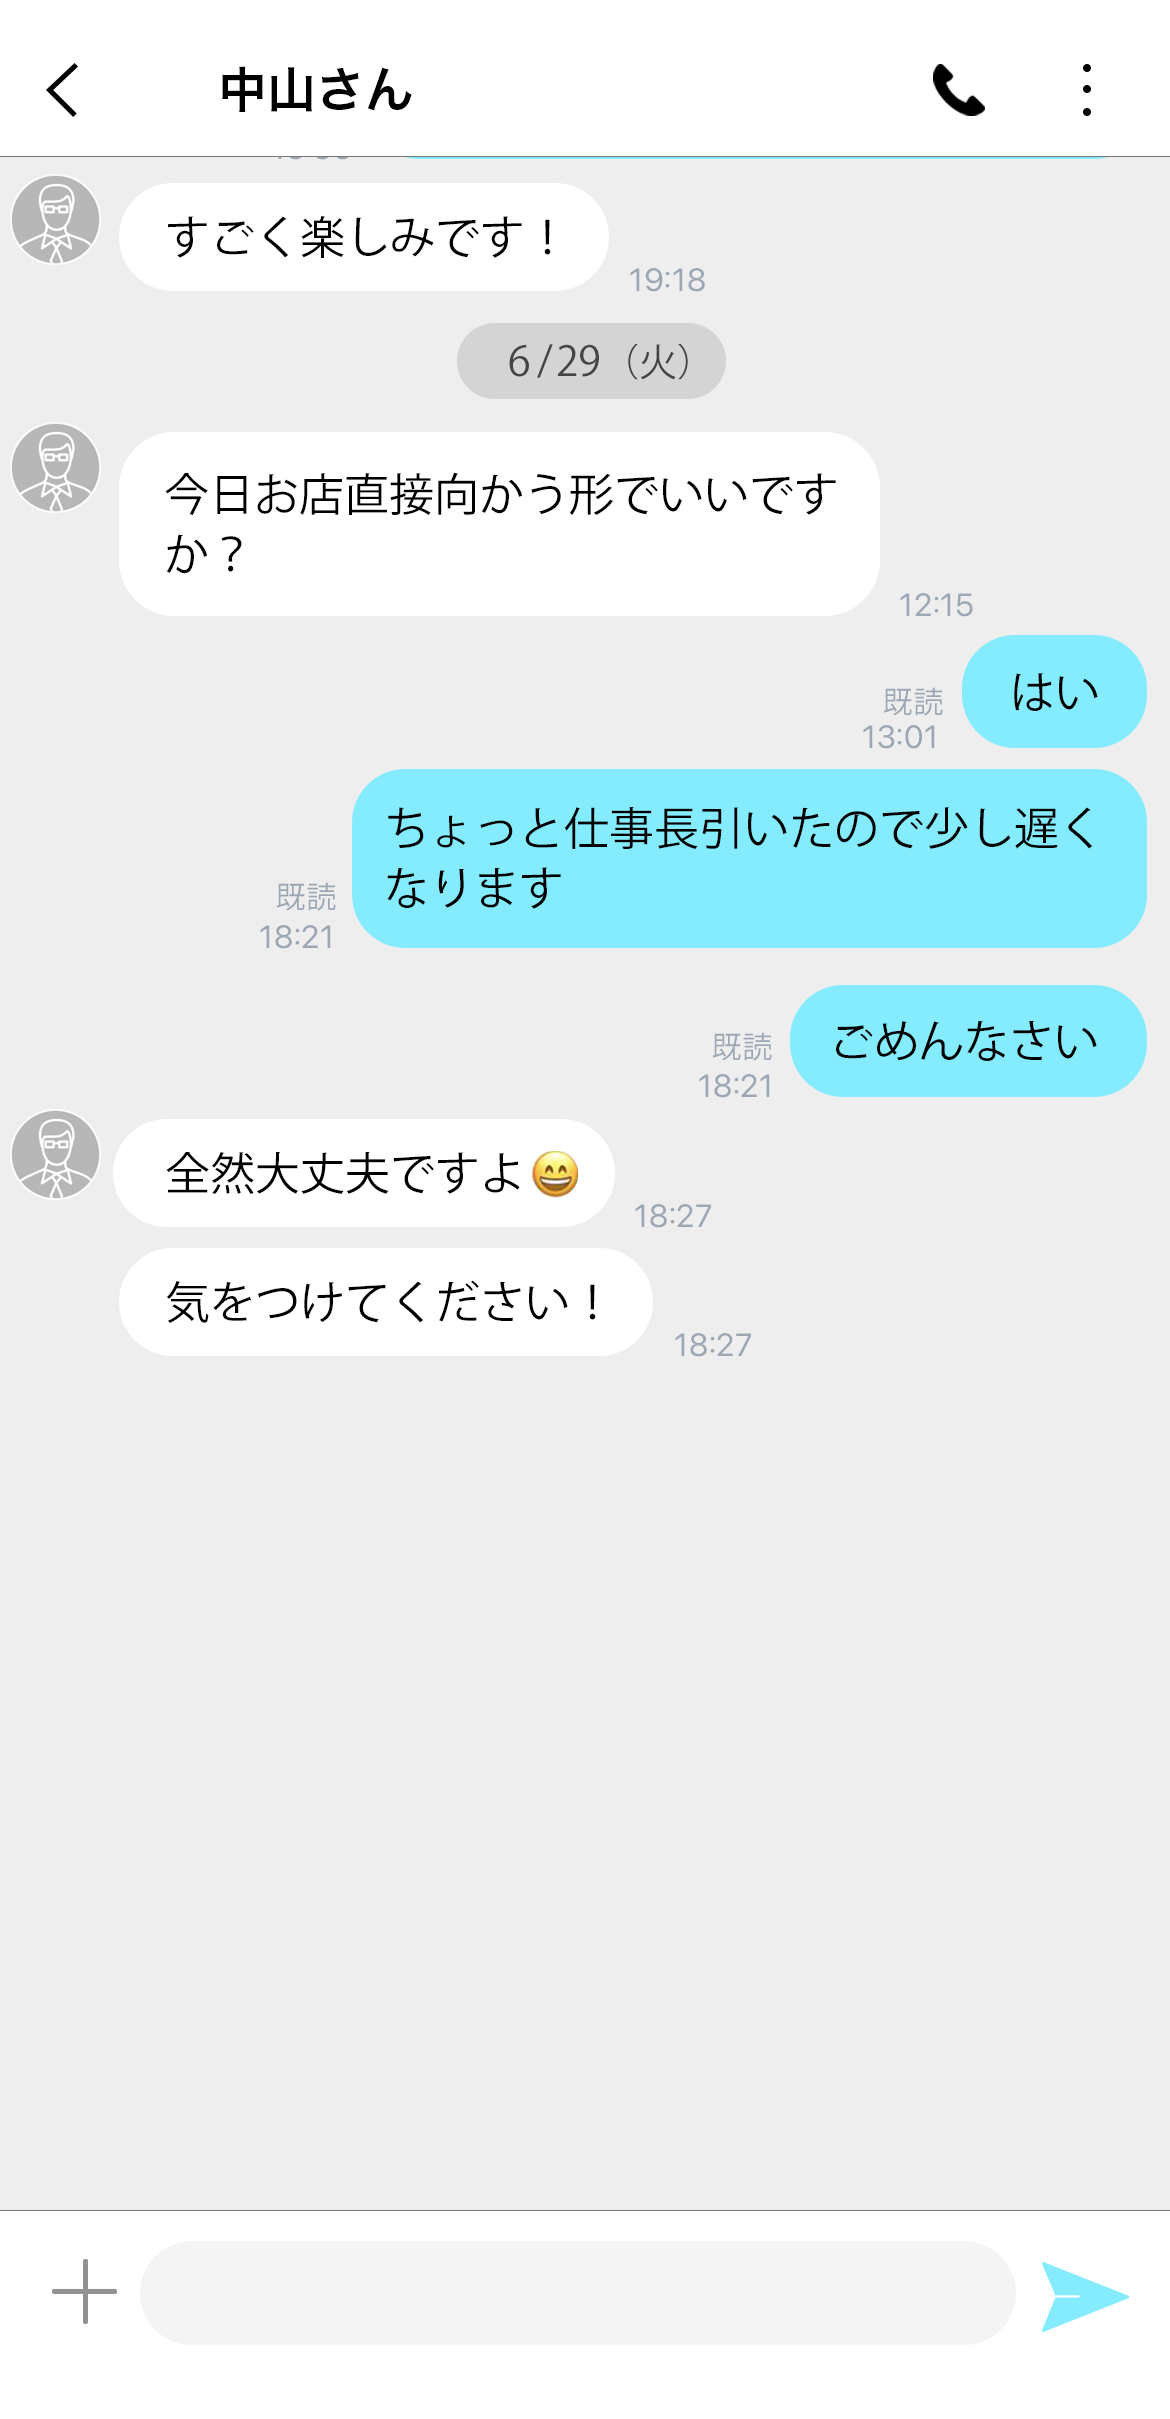 中山さん
すごく楽しみです！
19:18
6/29（火）
今日お店直接向かう形でいいです
か？
12:15
はい
既読
13:01
ちょっと仕事長引いたので少し遅く
なります
既読
18:21
ごめんなさい
既読
18:21
全然大丈夫ですよ😄
18:27
気をつけてください！
18:27